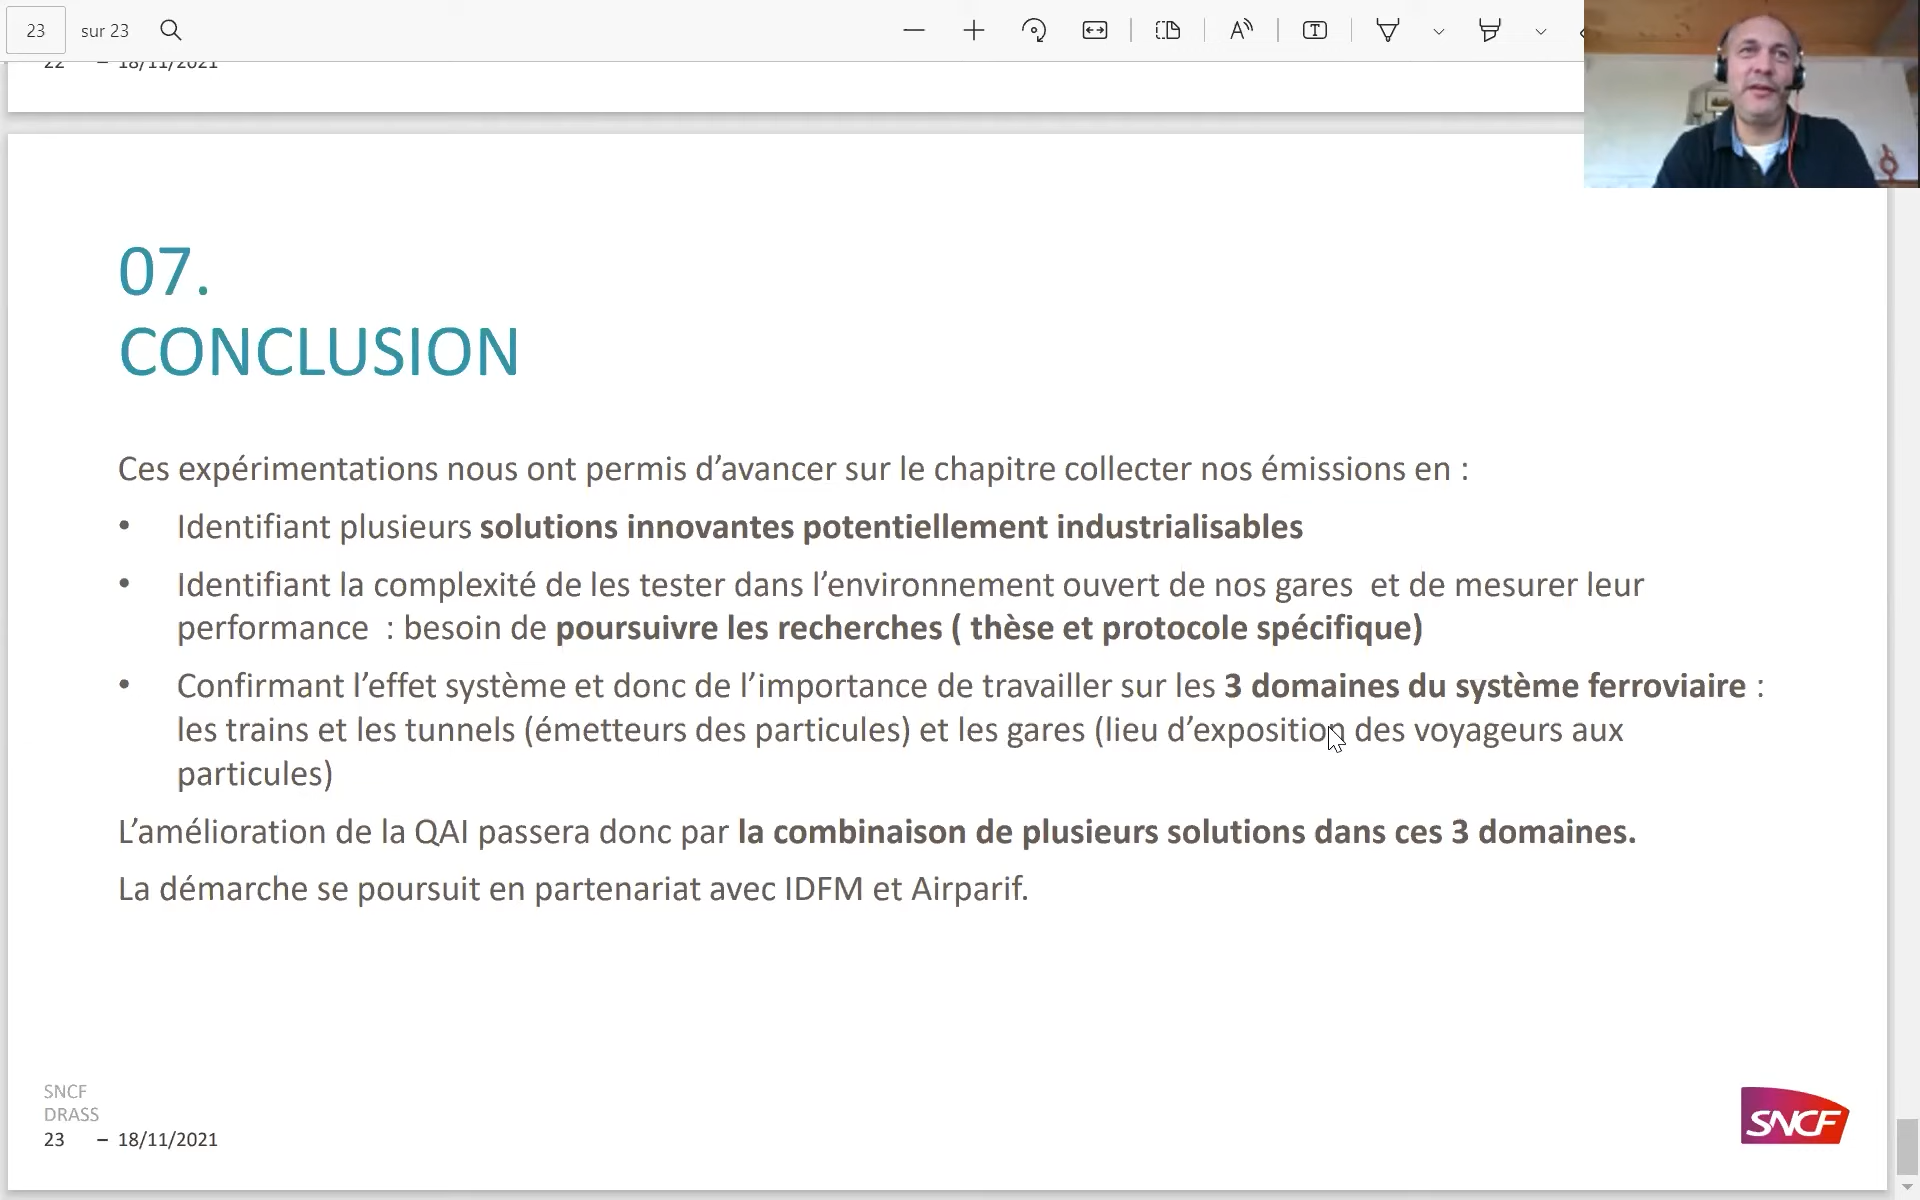 23 sur 23
22 – 18/11/2021
07.
CONCLUSION
Ces expérimentations nous ont permis d’avancer sur le chapitre collecter nos émissions en :
• Identifiant plusieurs solutions innovantes potentiellement industrialisables
• Identifiant la complexité de les tester dans l’environnement ouvert de nos gares  et de mesurer leur
performance  : besoin de poursuivre les recherches ( thèse et protocole spécifique)
• Confirmant l’effet système et donc de l’importance de travailler sur les 3 domaines du système ferroviaire :
les trains et les tunnels (émetteurs des particules) et les gares (lieu d’exposition des voyageurs aux
particules)
L’amélioration de la QAI passera donc par la combinaison de plusieurs solutions dans ces 3 domaines.
La démarche se poursuit en partenariat avec IDFM et Airparif.
SNCF
DRASS
23 – 18/11/2021
SNCF